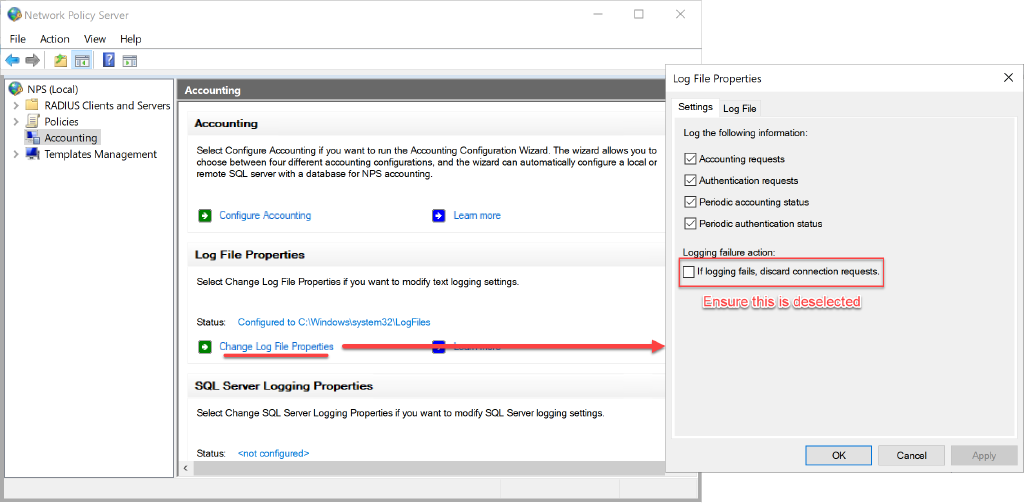 Network Policy Server
File Action View Help
NPS (Local)
RADIUS Clients and Servers
Policies
Accounting
Templates Management
Accounting
Accounting
Select Configure Accounting if you want to run the Accounting Configuration Wizard. The wizard allows you to
choose between four different accounting configurations, and the wizard can automatically configure a local or
remote SQL server with a database for NPS accounting.
Configure Accounting Learn more
Log File Properties
Select Change Log File Properties if you want to modify text logging settings.
Status: Configured to C:\Windows\system32\LogFiles
Change Log File Properties Learn more
SQL Server Logging Properties
Select Change SQL Server Logging Properties if you want to modify SQL Server logging settings.
Status: <not configured>
Log File Properties
Settings Log File
Log the following information:
Accounting requests
Authentication requests
Periodic accounting status
Periodic authentication status
Logging failure action:
If logging fails, discard connection requests.
Ensure this is deselected
OK Cancel Apply